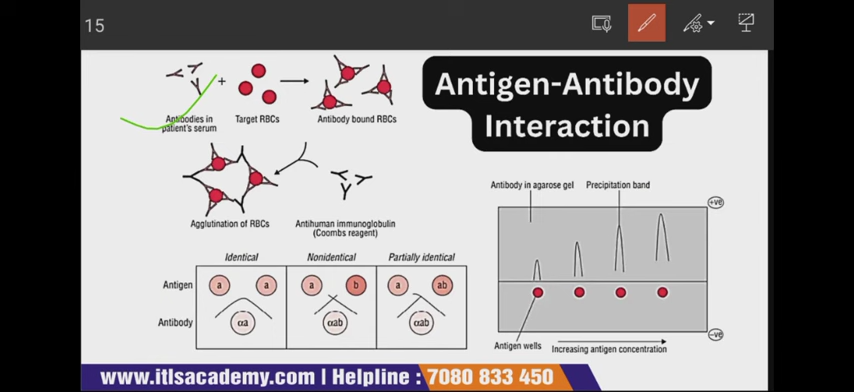 15
Antigen-Antibody
Interaction
+
Antibodies in
patient's serum
Target RBCs
Antibody bound RBCs
Agglutination of RBCs
Antihuman immunoglobulin
(Coombs reagent)
Identical
Nonidentical
Partially identical
Antigen
a
a
a
b
a
ab
Antibody
αa
αab
αab
Antibody in agarose gel
Precipitation band
+ve
−ve
Antigen wells
Increasing antigen concentration
www.itlsacademy.com | Helpline : 7080 833 450